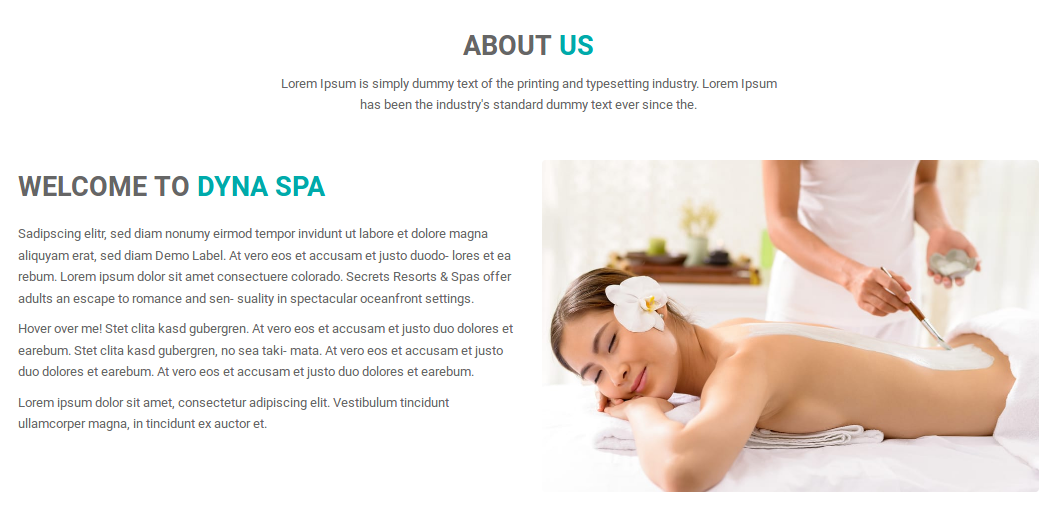 ABOUT US
Lorem Ipsum is simply dummy text of the printing and typesetting industry. Lorem Ipsum
has been the industry's standard dummy text ever since the.
WELCOME TO DYNA SPA
Sadipscing elitr, sed diam nonumy eirmod tempor invidunt ut labore et dolore magna
aliquyam erat, sed diam Demo Label. At vero eos et accusam et justo duodo- lores et ea
rebum. Lorem ipsum dolor sit amet consectuere colorado. Secrets Resorts & Spas offer
adults an escape to romance and sen- suality in spectacular oceanfront settings.
Hover over me! Stet clita kasd gubergren. At vero eos et accusam et justo duo dolores et
earebum. Stet clita kasd gubergren, no sea taki- mata. At vero eos et accusam et justo
duo dolores et earebum. At vero eos et accusam et justo duo dolores et earebum.
Lorem ipsum dolor sit amet, consectetur adipiscing elit. Vestibulum tincidunt
ullamcorper magna, in tincidunt ex auctor et.